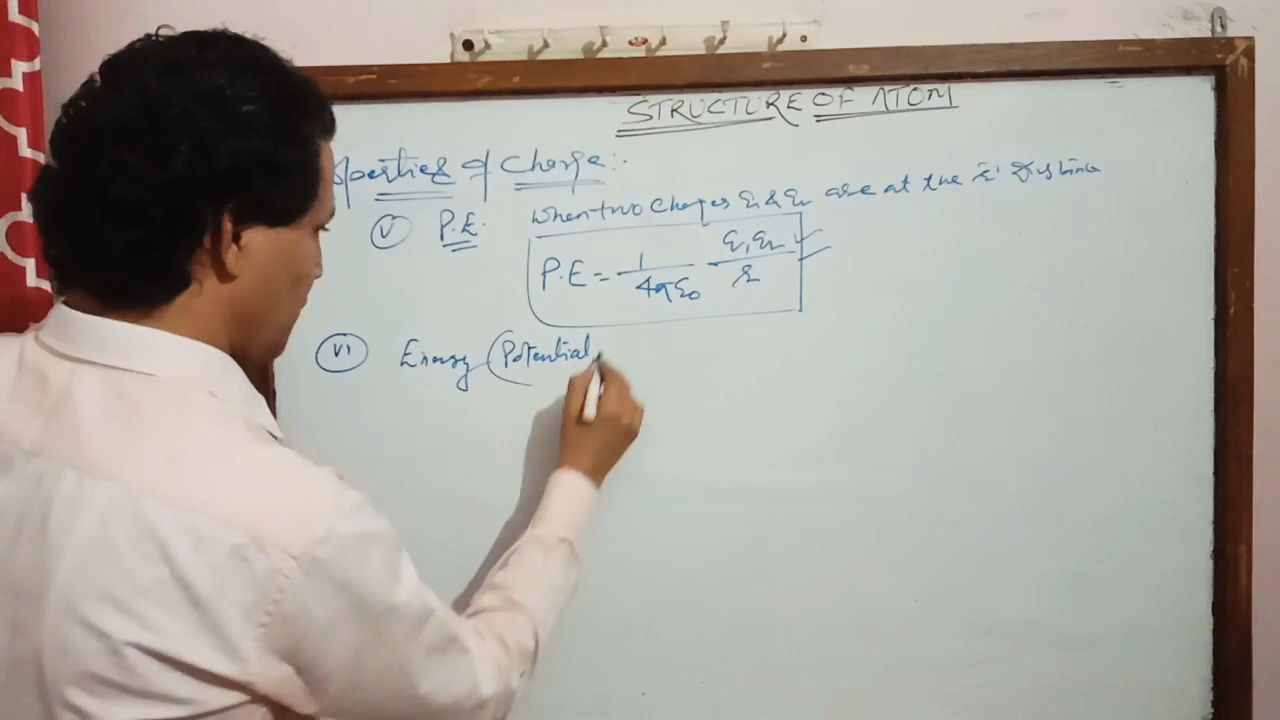 STRUCTURE OF ATOM
operties of Charge:-
(V) P.E. When two charges q1 & q2 are at the 'r' distance
P.E = 1/4πε0 q1q2/r
(VI) Energy (Potential